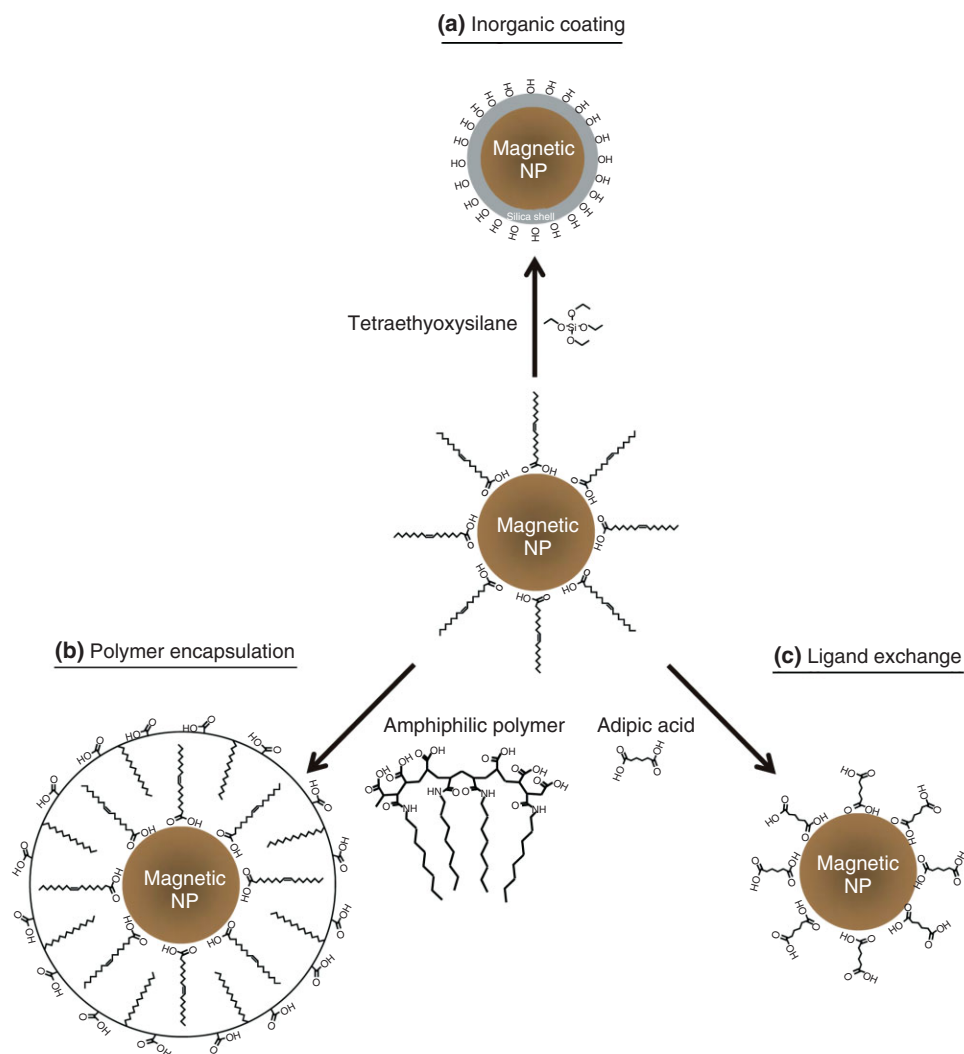 (a) Inorganic coating
Magnetic
NP
Silica shell
Tetraethyoxysilane
Magnetic
NP
(b) Polymer encapsulation
(c) Ligand exchange
Amphiphilic polymer
Adipic acid
Magnetic
NP
Magnetic
NP